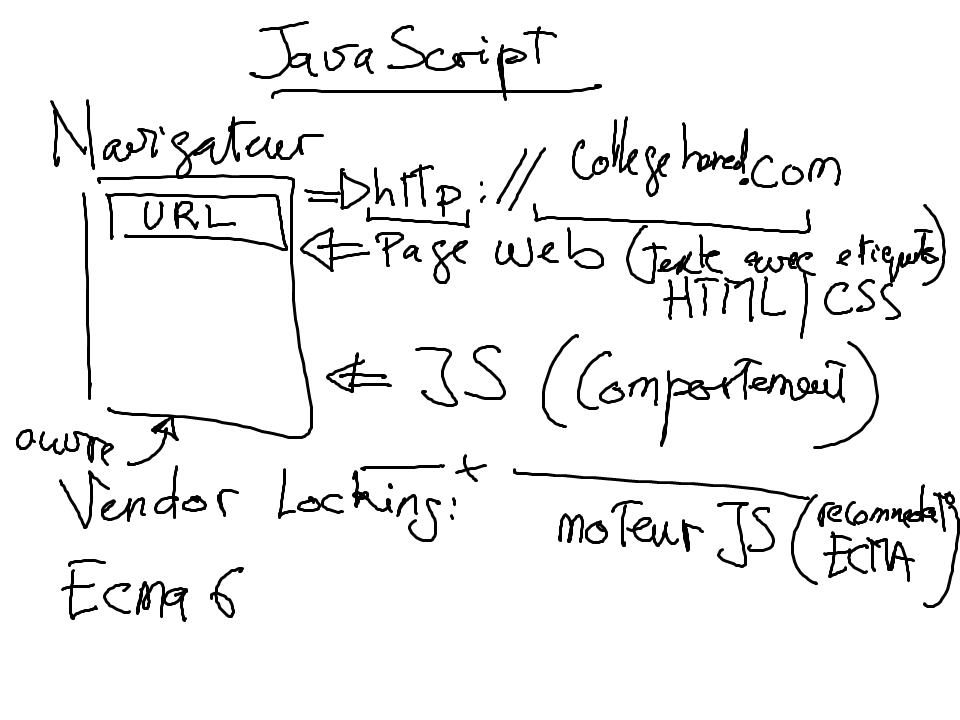 JavaScript
Navigateur
URL
http://
collegeboreal.com
Page web (Texte avec etiquets)
HTML, CSS
JS (Comportement)
ouvre
Vendor Locking:
moteur JS (
ECMA)
Ecma 6